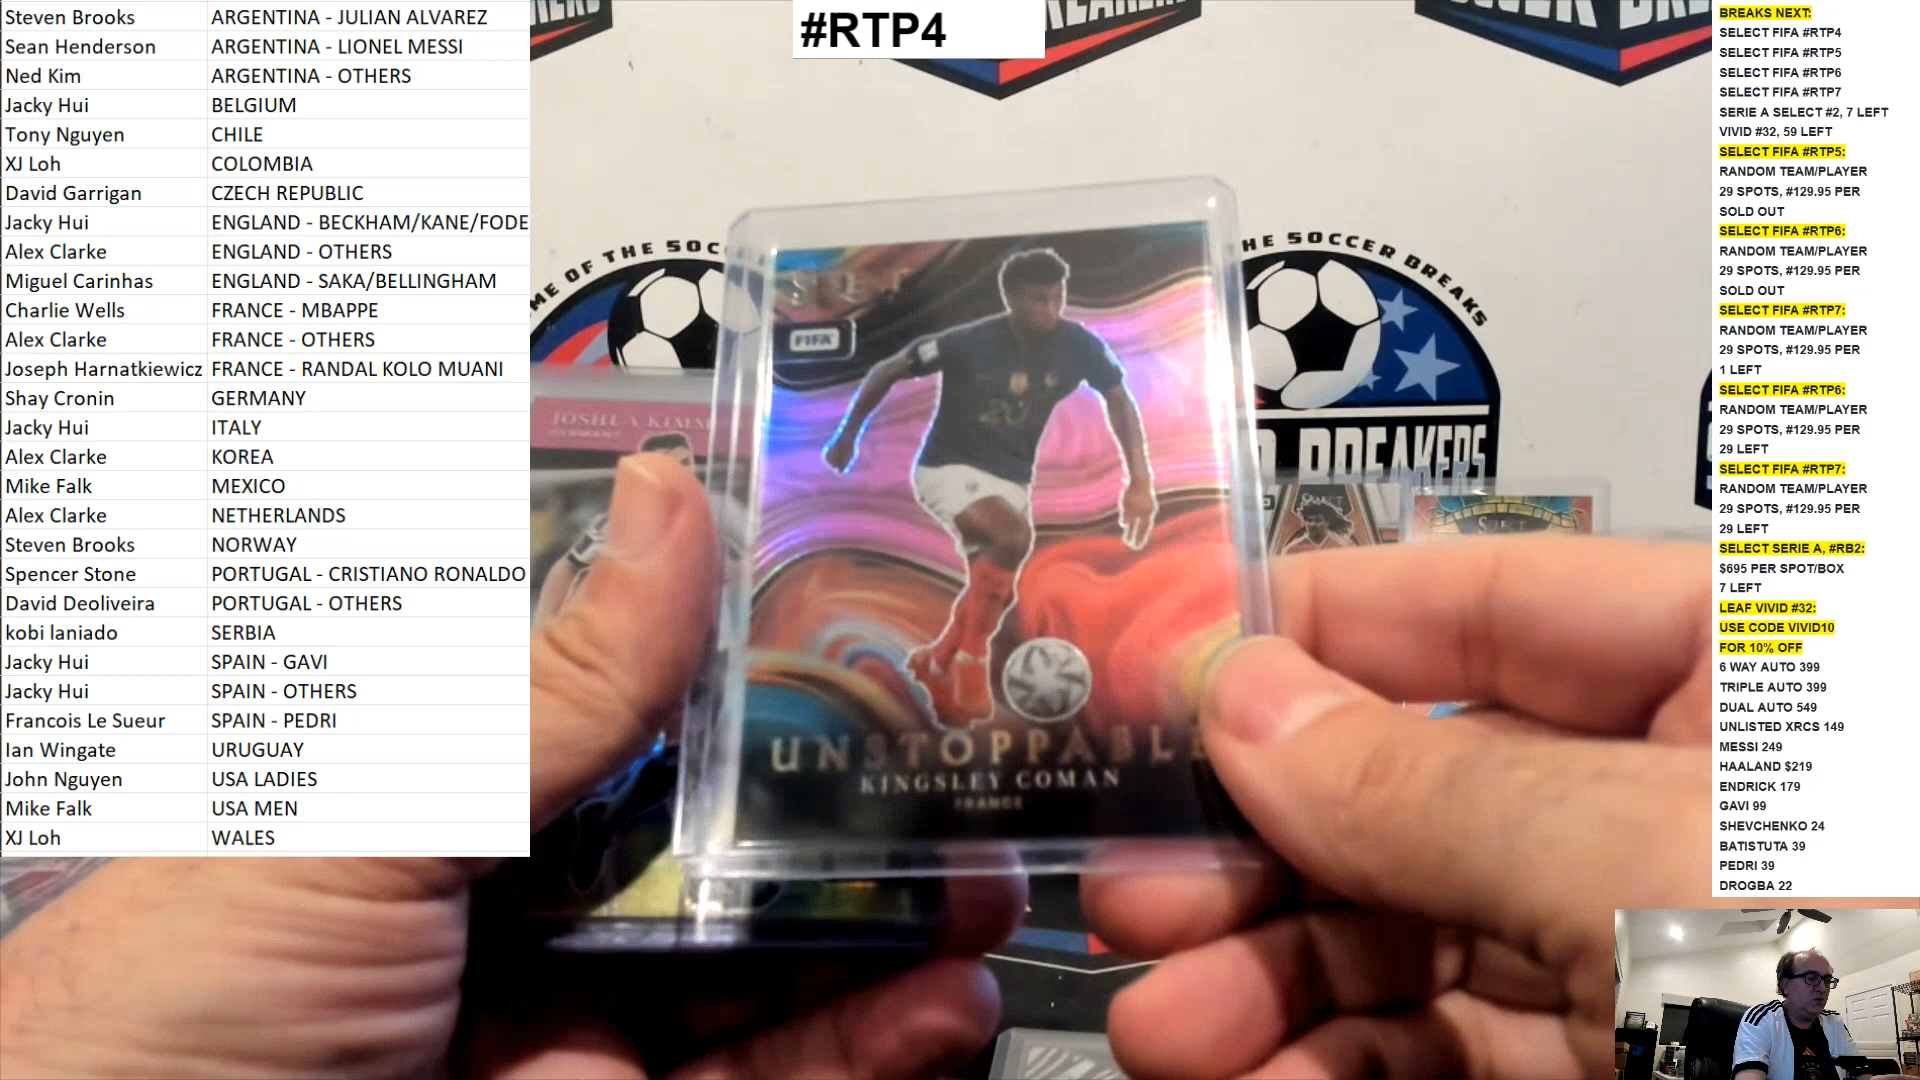 Steven Brooks ARGENTINA - JULIAN ALVAREZ
Sean Henderson ARGENTINA - LIONEL MESSI
Ned Kim ARGENTINA - OTHERS
Jacky Hui BELGIUM
Tony Nguyen CHILE
XJ Loh COLOMBIA
David Garrigan CZECH REPUBLIC
Jacky Hui ENGLAND - BECKHAM/KANE/FODE
Alex Clarke ENGLAND - OTHERS
Miguel Carinhas ENGLAND - SAKA/BELLINGHAM
Charlie Wells FRANCE - MBAPPE
Alex Clarke FRANCE - OTHERS
Joseph Harnatkiewicz FRANCE - RANDAL KOLO MUANI
Shay Cronin GERMANY
Jacky Hui ITALY
Alex Clarke KOREA
Mike Falk MEXICO
Alex Clarke NETHERLANDS
Steven Brooks NORWAY
Spencer Stone PORTUGAL - CRISTIANO RONALDO
David Deoliveira PORTUGAL - OTHERS
kobi laniado SERBIA
Jacky Hui SPAIN - GAVI
Jacky Hui SPAIN - OTHERS
Francois Le Sueur SPAIN - PEDRI
Ian Wingate URUGUAY
John Nguyen USA LADIES
Mike Falk USA MEN
XJ Loh WALES
#RTP4
ME OF THE SOC
HE SOCCER BREAKS
BREAKERS
JOSHUA KIMM
GERMANY
FIFA
20
UNSTOPPABLE
KINGSLEY COMAN
FRANCE
SELECT
SELECT
BREAKS NEXT:
SELECT FIFA #RTP4
SELECT FIFA #RTP5
SELECT FIFA #RTP6
SELECT FIFA #RTP7
SERIE A SELECT #2, 7 LEFT
VIVID #32, 59 LEFT
SELECT FIFA #RTP5:
RANDOM TEAM/PLAYER
29 SPOTS, #129.95 PER
SOLD OUT
SELECT FIFA #RTP6:
RANDOM TEAM/PLAYER
29 SPOTS, #129.95 PER
SOLD OUT
SELECT FIFA #RTP7:
RANDOM TEAM/PLAYER
29 SPOTS, #129.95 PER
1 LEFT
SELECT FIFA #RTP6:
RANDOM TEAM/PLAYER
29 SPOTS, #129.95 PER
29 LEFT
SELECT FIFA #RTP7:
RANDOM TEAM/PLAYER
29 SPOTS, #129.95 PER
29 LEFT
SELECT SERIE A, #RB2:
$695 PER SPOT/BOX
7 LEFT
LEAF VIVID #32:
USE CODE VIVID10
FOR 10% OFF
6 WAY AUTO 399
TRIPLE AUTO 399
DUAL AUTO 549
UNLISTED XRCS 149
MESSI 249
HAALAND $219
ENDRICK 179
GAVI 99
SHEVCHENKO 24
BATISTUTA 39
PEDRI 39
DROGBA 22